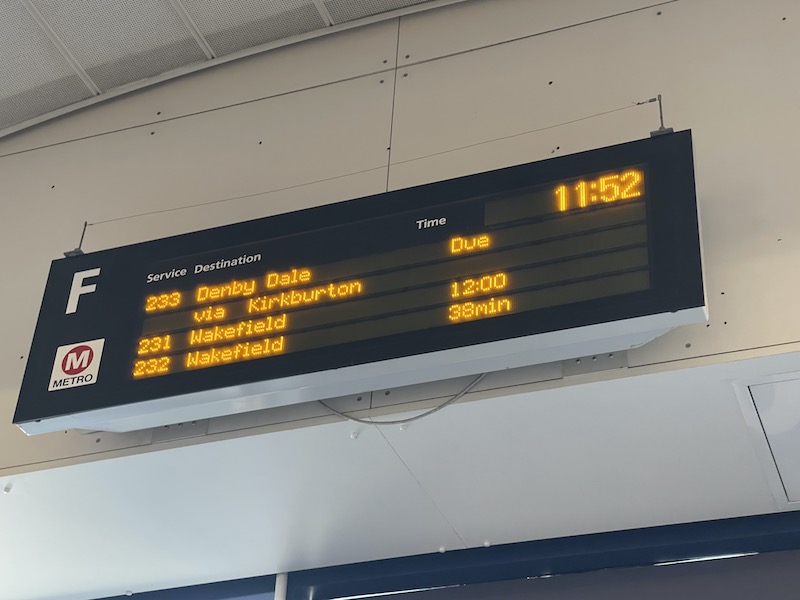 11:52
F
Service Destination Time
233 Denby Dale Due
via Kirkburton
231 Wakefield 12:00
232 Wakefield 38min
M
METRO